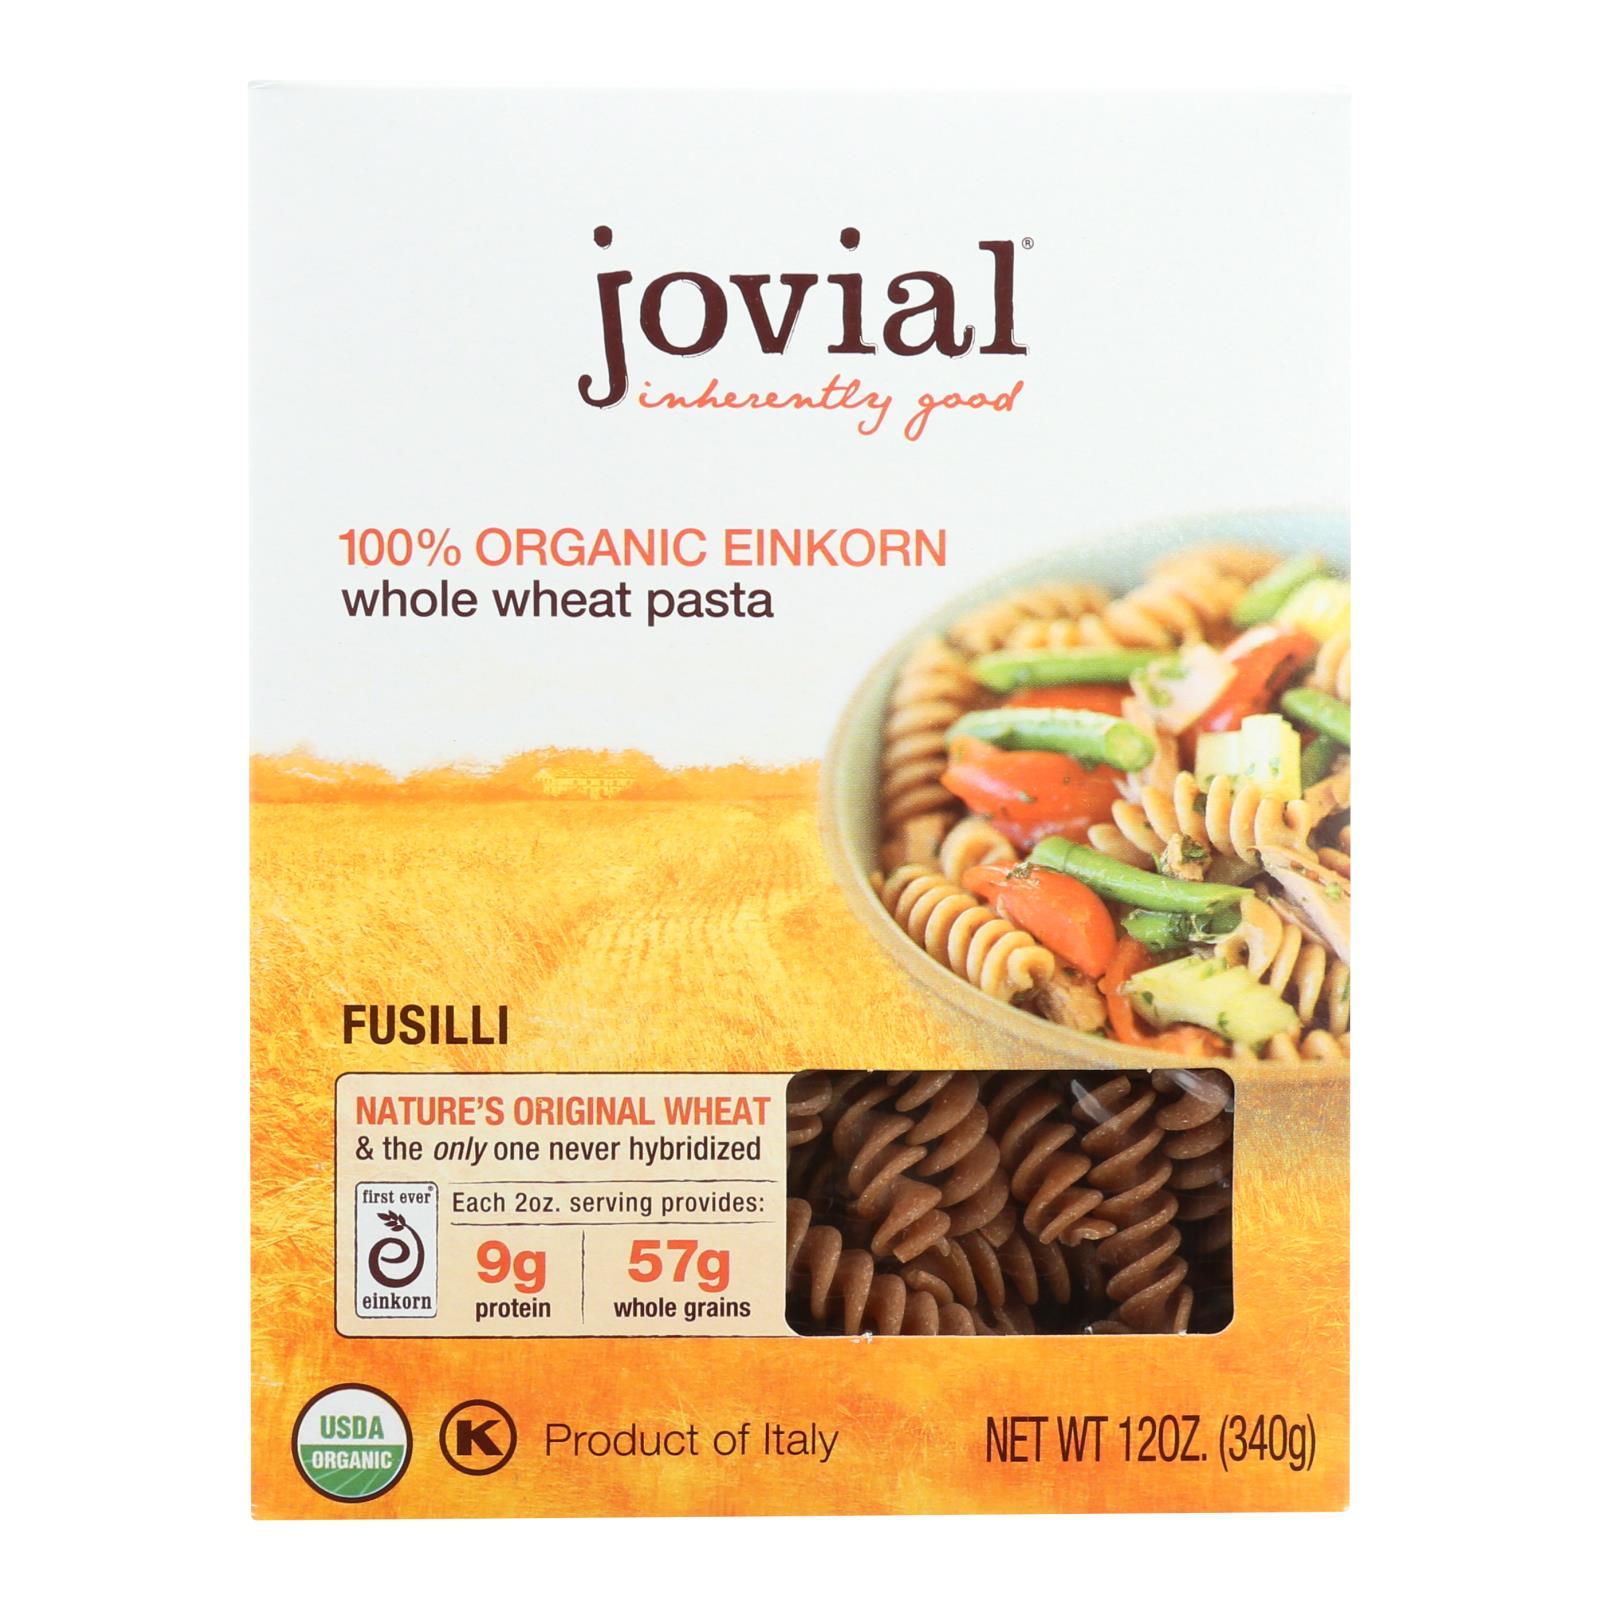 jovial®
inherently good
100% ORGANIC EINKORN
whole wheat pasta
FUSILLI
NATURE'S ORIGINAL WHEAT
& the only one never hybridized
first ever®
einkorn
Each 2oz. serving provides:
9g
protein
57g
whole grains
USDA
ORGANIC
K
Product of Italy
NET WT 12OZ. (340g)